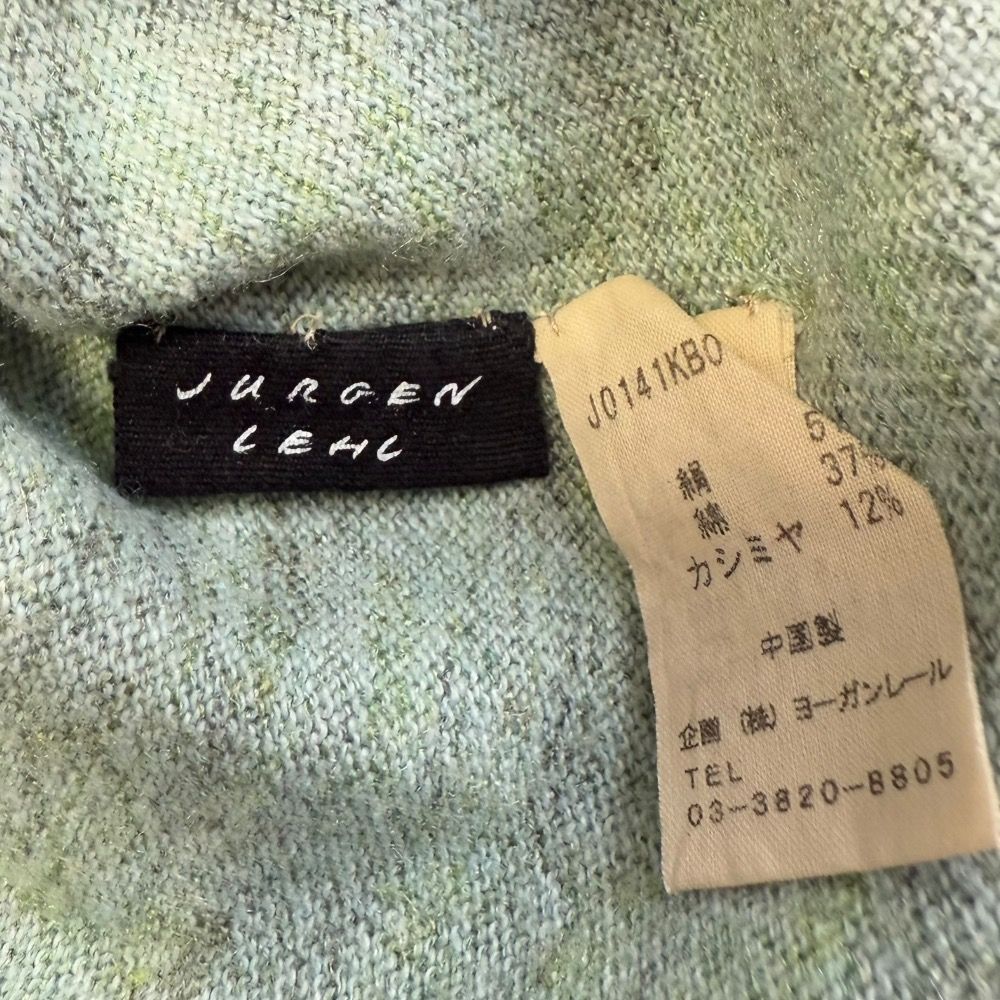 JURGEN
LEHL
J0141KB0
絹
綿 37%
カシミヤ 12%
中国製
企画 (株) ヨーガンレール
TEL
03-3820-8805